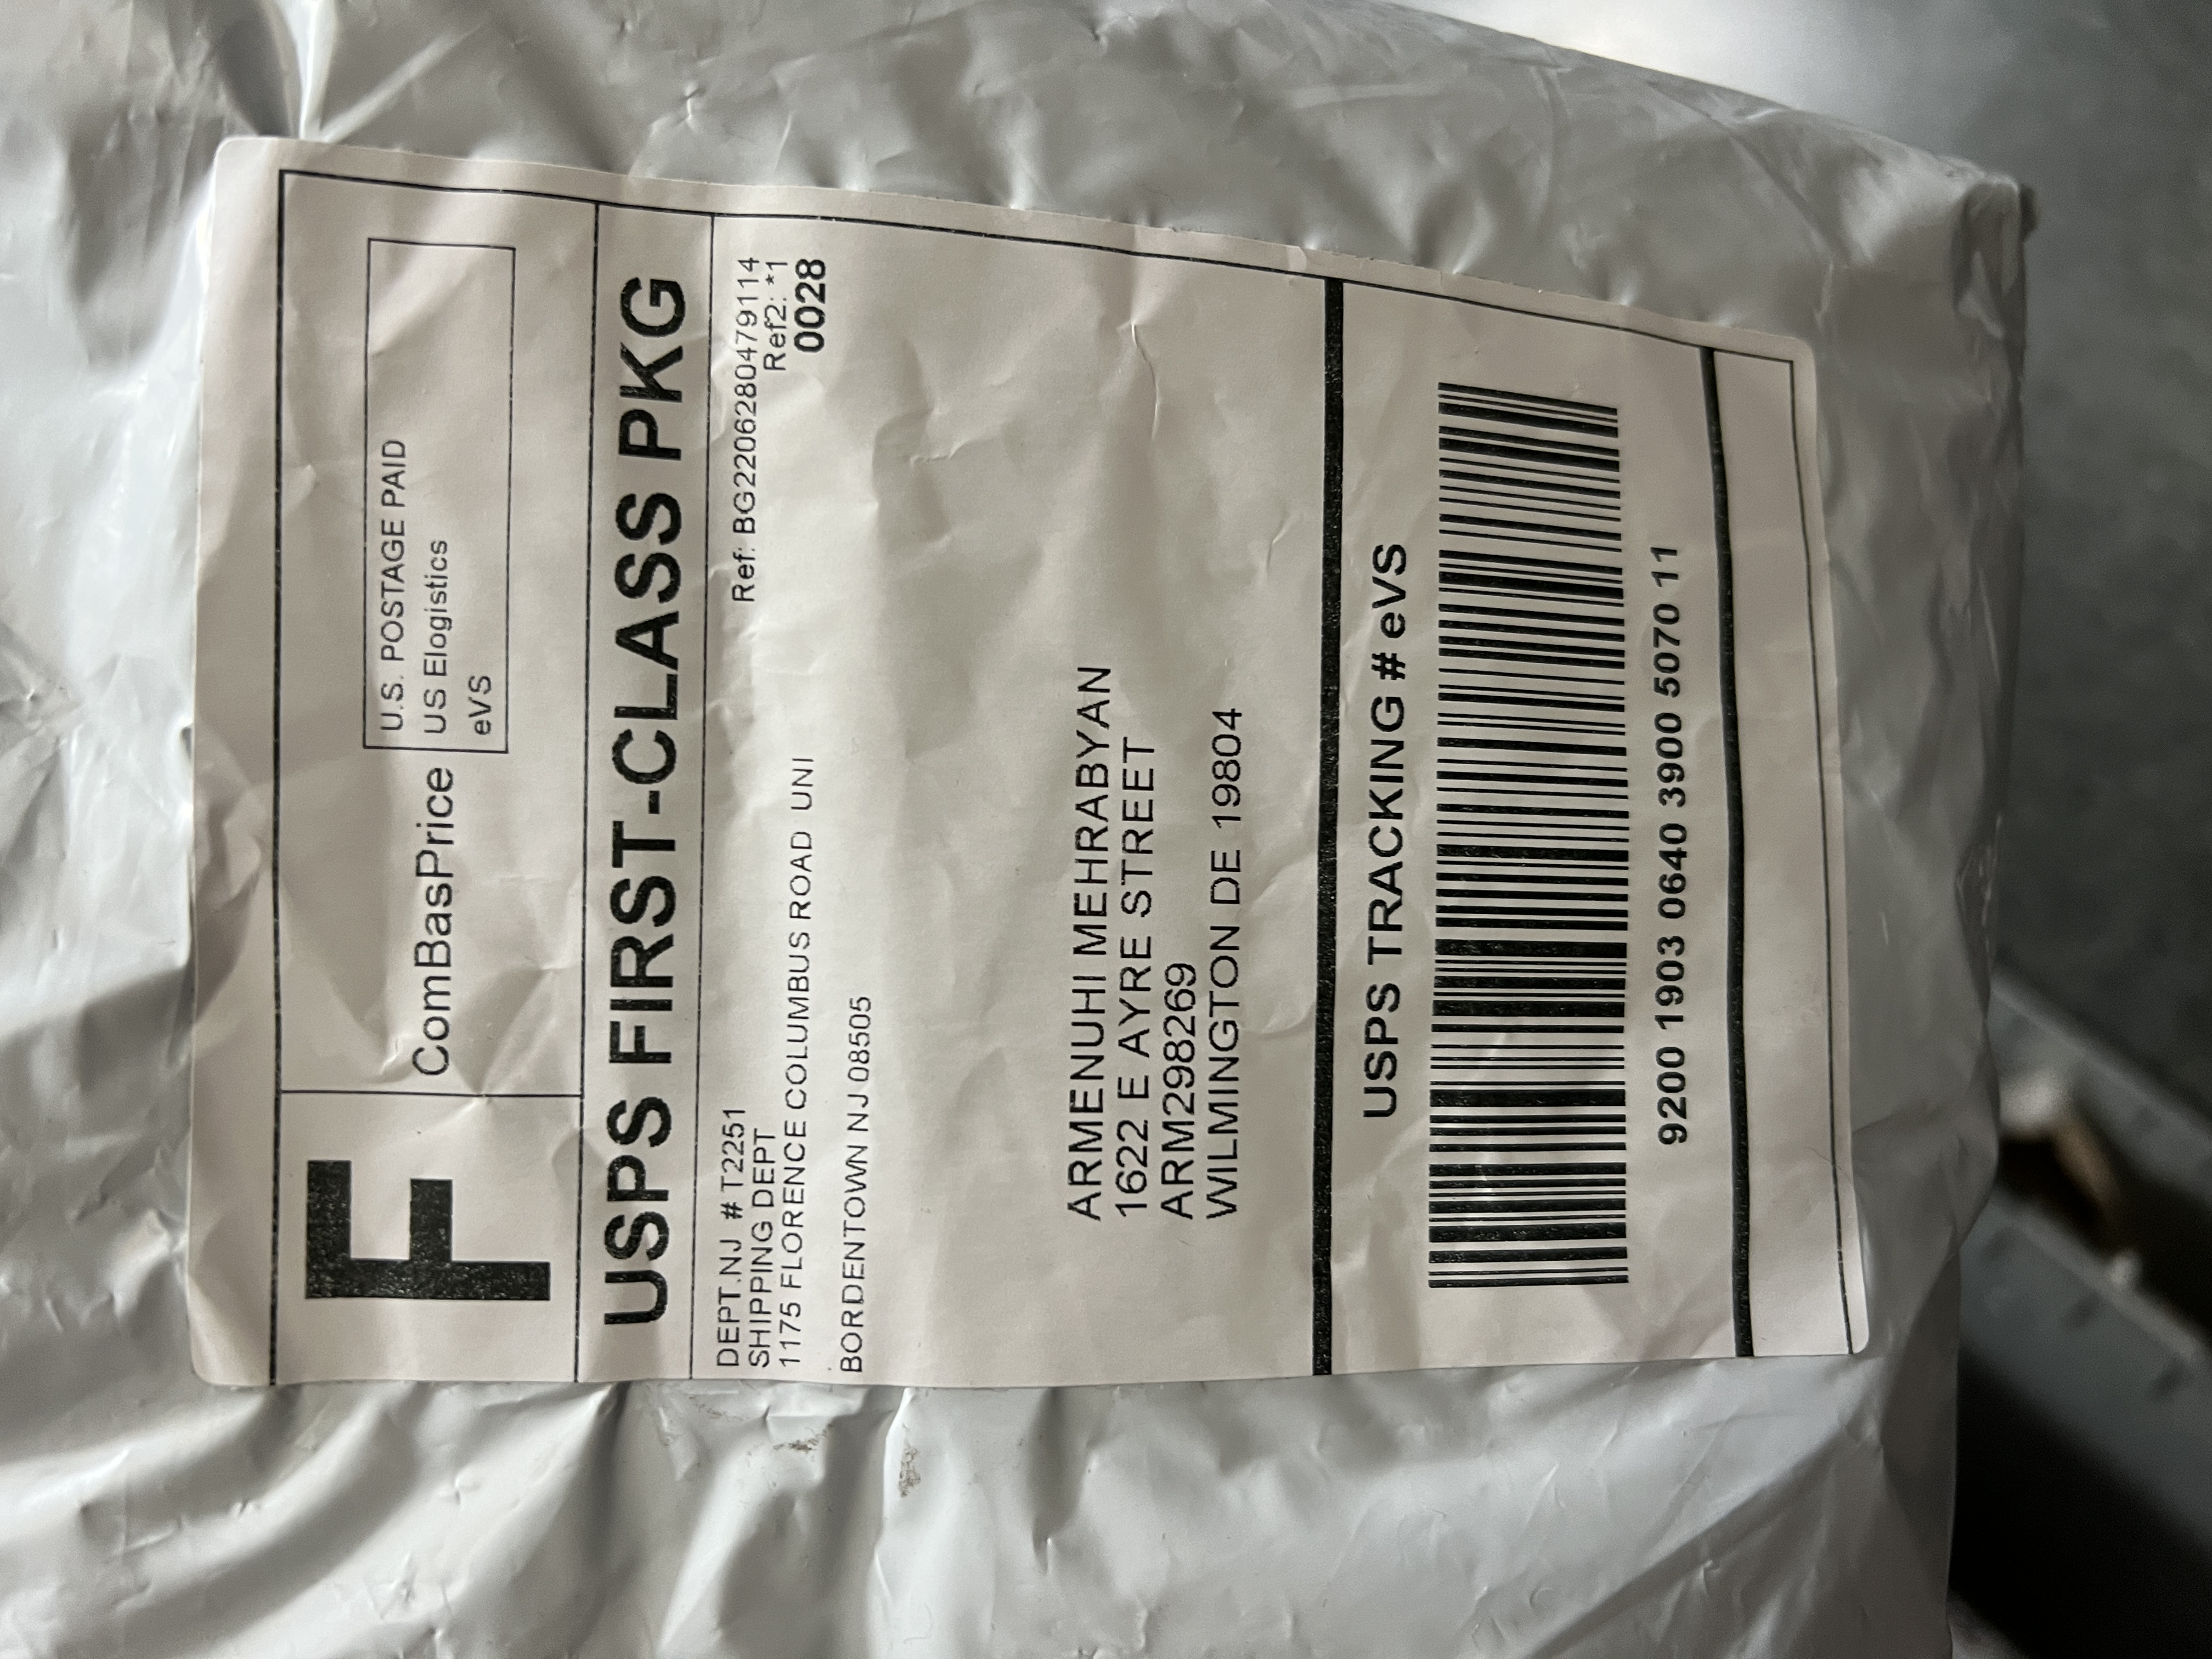 F
ComBasPrice
U.S. POSTAGE PAID
US Elogistics
eVS
USPS FIRST-CLASS PKG
DEPT.NJ # T2251
SHIPPING DEPT
1175 FLORENCE COLUMBUS ROAD UNI
BORDENTOWN NJ 08505
Ref: BG2206280479114
Ref2: *1
0028
ARMENUHI MEHRABYAN
1622 E AYRE STREET
ARM298269
WILMINGTON DE 19804
USPS TRACKING # eVS
9200 1903 0640 3900 5070 11